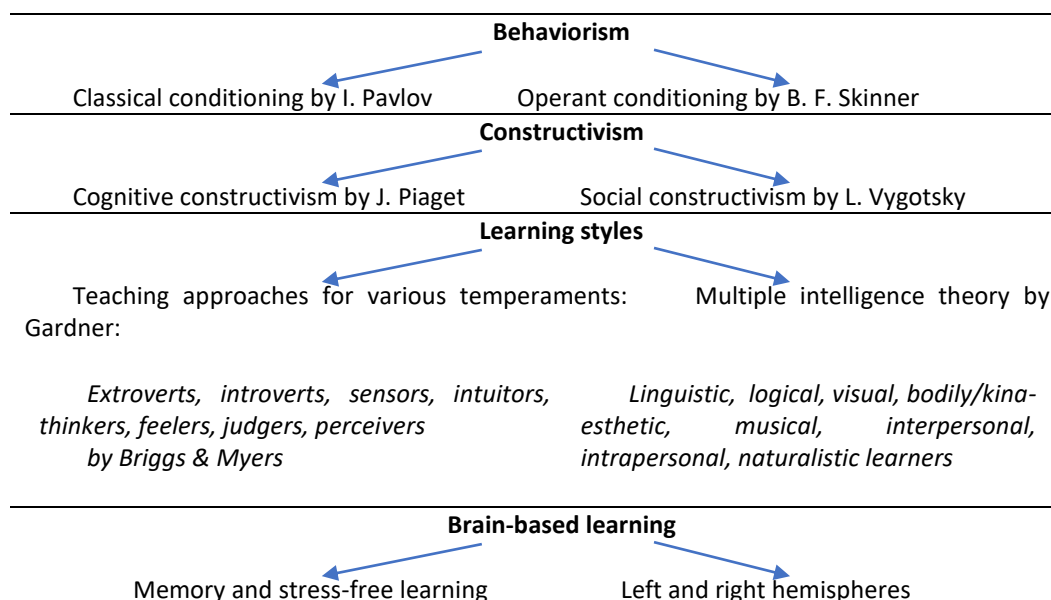 Behaviorism
Classical conditioning by I. Pavlov Operant conditioning by B. F. Skinner
Constructivism
Cognitive constructivism by J. Piaget Social constructivism by L. Vygotsky
Learning styles
Teaching approaches for various temperaments: Multiple intelligence theory by
Gardner:
Extroverts, introverts, sensors, intuitors,
thinkers, feelers, judgers, perceivers
by Briggs & Myers
Linguistic, logical, visual, bodily/kina-
esthetic, musical, interpersonal,
intrapersonal, naturalistic learners
Brain-based learning
Memory and stress-free learning Left and right hemispheres